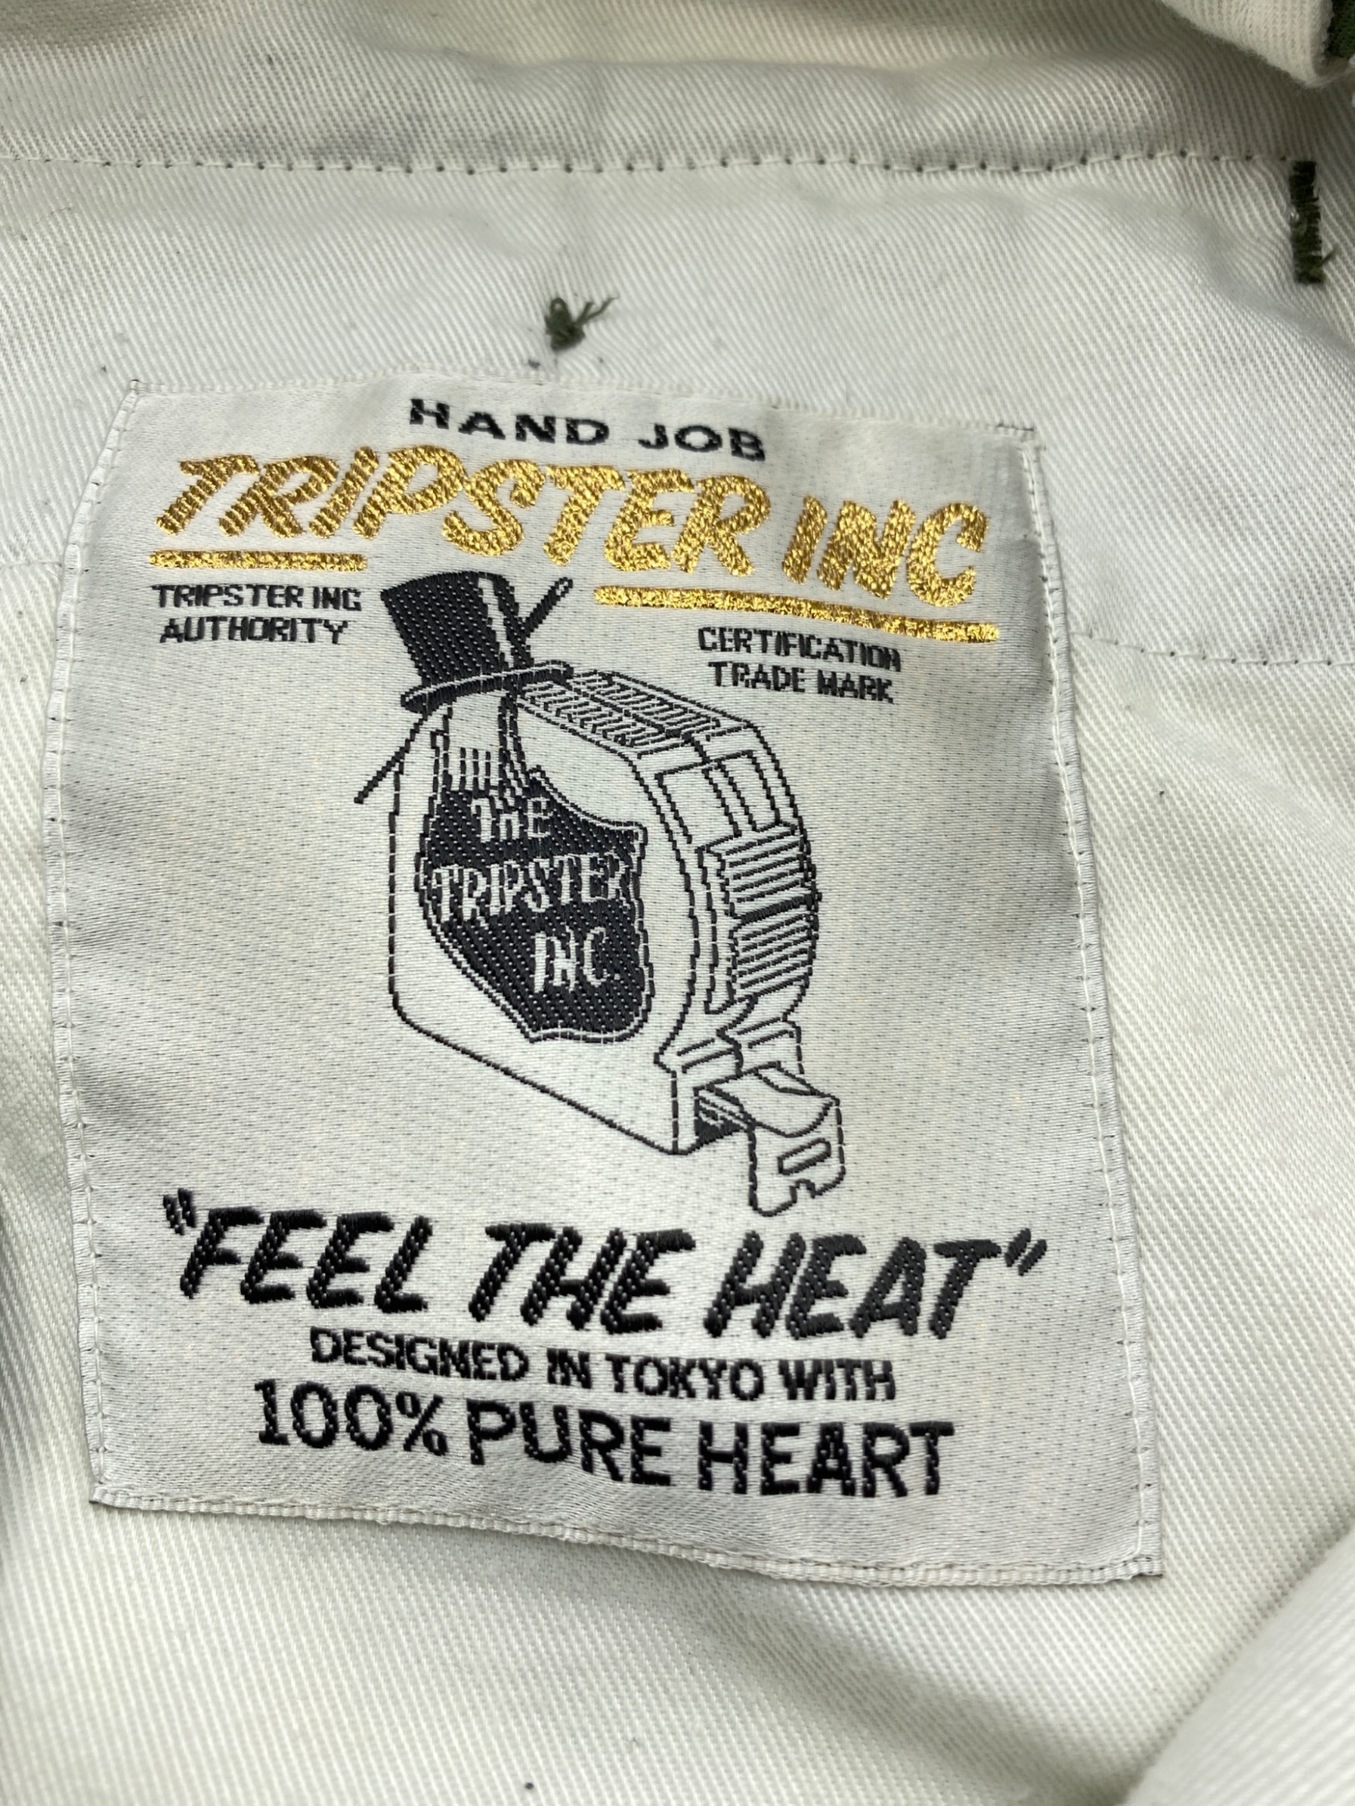 HAND JOB
TRIPSTER INC
TRIPSTER INC
AUTHORITY
CERTIFICATION
TRADE MARK
THE
TRIPSTER
INC.
"FEEL THE HEAT"
DESIGNED IN TOKYO WITH
100% PURE HEART